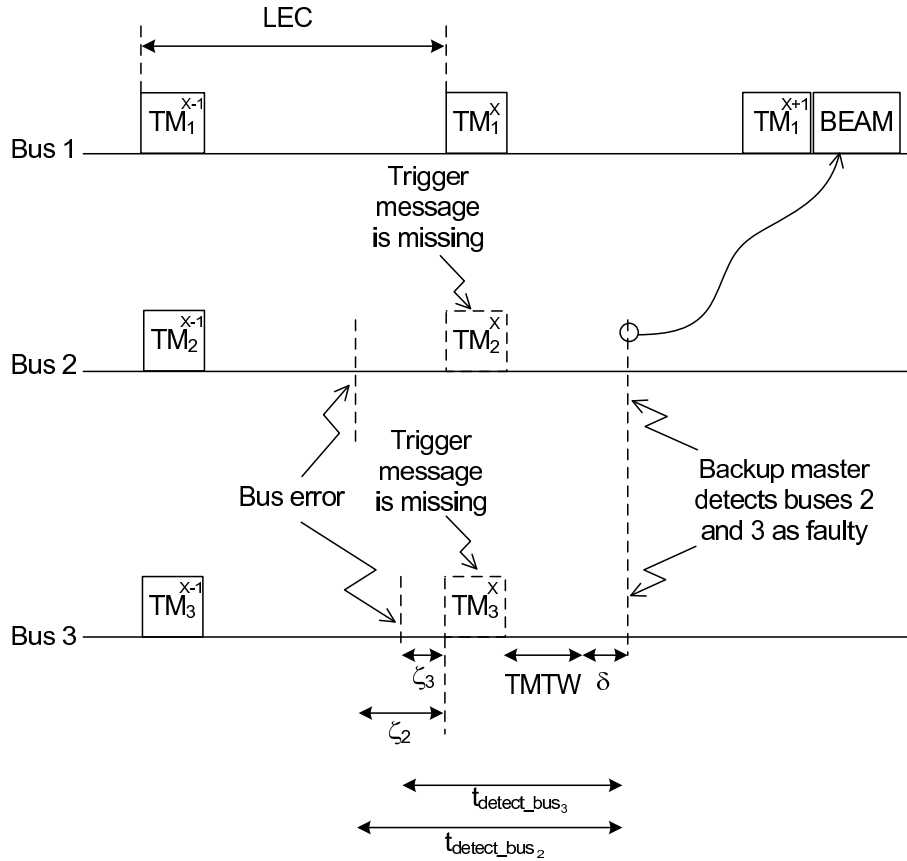 LEC
TM₁ˣ⁻¹
TM₁ˣ
TM₁ˣ⁺¹
BEAM
Bus 1
Trigger
message
is missing
TM₂ˣ⁻¹
TM₂ˣ
Bus 2
Trigger
message
is missing
Bus error
Backup master
detects buses 2
and 3 as faulty
TM₃ˣ⁻¹
TM₃ˣ
Bus 3
ζ₃
TMTW
δ
ζ₂
t_detect_bus₃
t_detect_bus₂